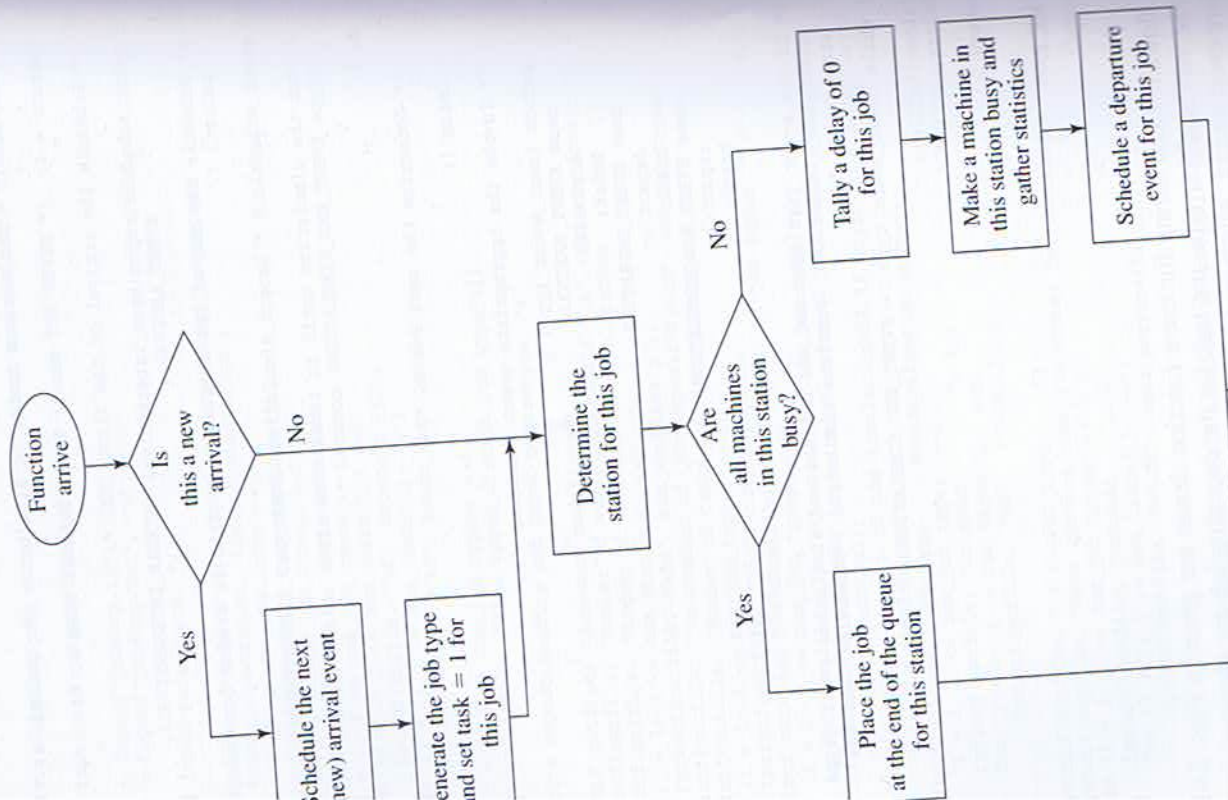 Function
arrive
Is
this a new
arrival?
Yes
No
Schedule the next
new) arrival event
enerate the job type
and set task = 1 for
this job
Determine the
station for this job
Are
all machines
in this station
busy?
Yes
No
Place the job
at the end of the queue
for this station
Tally a delay of 0
for this job
Make a machine in
this station busy and
gather statistics
Schedule a departure
event for this job